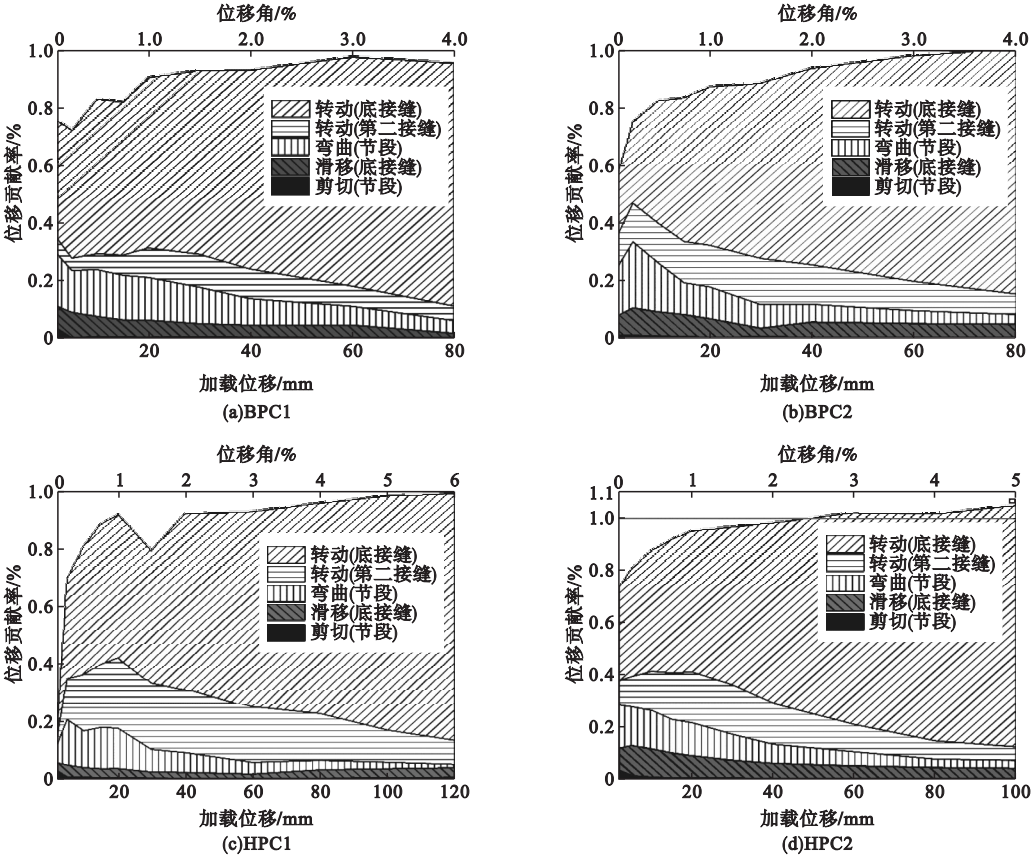 位移角/%
0 1.0 2.0 3.0 4.0
1.0
0.8
0.6
0.4
0.2
0
位移贡献率/%
转动(底接缝)
转动(第二接缝)
弯曲(节段)
滑移(底接缝)
剪切(节段)
20 40 60 80
加载位移/mm
(a)BPC1
位移角/%
0 1.0 2.0 3.0 4.0
1.0
0.8
0.6
0.4
0.2
0
位移贡献率/%
转动(底接缝)
转动(第二接缝)
弯曲(节段)
滑移(底接缝)
剪切(节段)
20 40 60 80
加载位移/mm
(b)BPC2
位移角/%
0 1 2 3 4 5 6
1.0
0.8
0.6
0.4
0.2
0
位移贡献率/%
转动(底接缝)
转动(第二接缝)
弯曲(节段)
滑移(底接缝)
剪切(节段)
20 40 60 80 100 120
加载位移/mm
(c)HPC1
位移角/%
0 1 2 3 4 5
1.1
1.0
0.8
0.6
0.4
0.2
0
位移贡献率/%
转动(底接缝)
转动(第二接缝)
弯曲(节段)
滑移(底接缝)
剪切(节段)
20 40 60 80 100
加载位移/mm
(d)HPC2